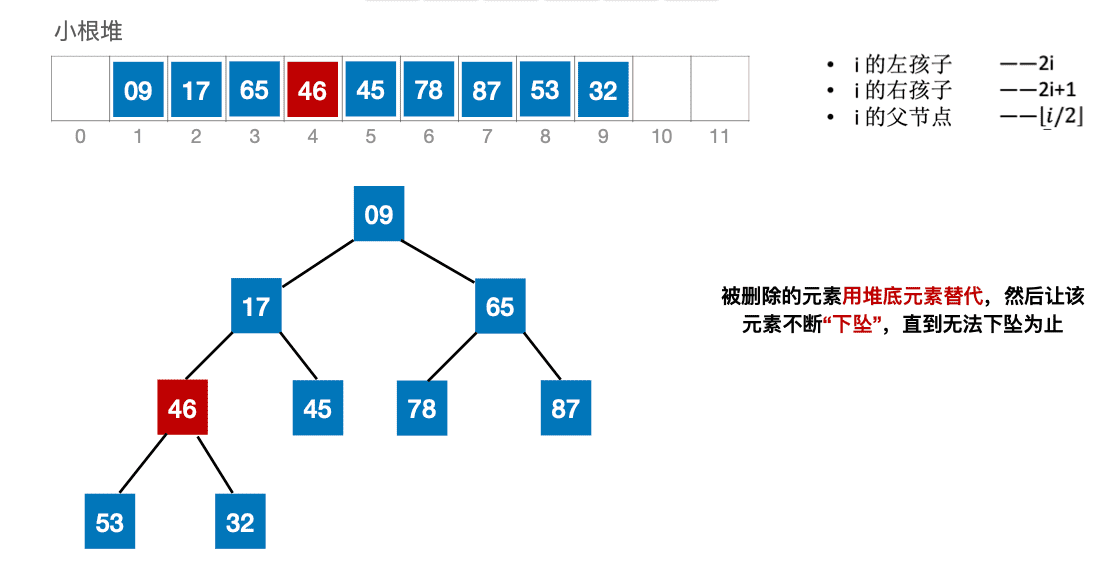 小根堆
09 17 65 46 45 78 87 53 32
0 1 2 3 4 5 6 7 8 9 10 11
• i 的左孩子 ——2i
• i 的右孩子 ——2i+1
• i 的父节点 ——⌊i/2⌋
09
17 65
46 45 78 87
53 32
被删除的元素用堆底元素替代，然后让该
元素不断“下坠”，直到无法下坠为止